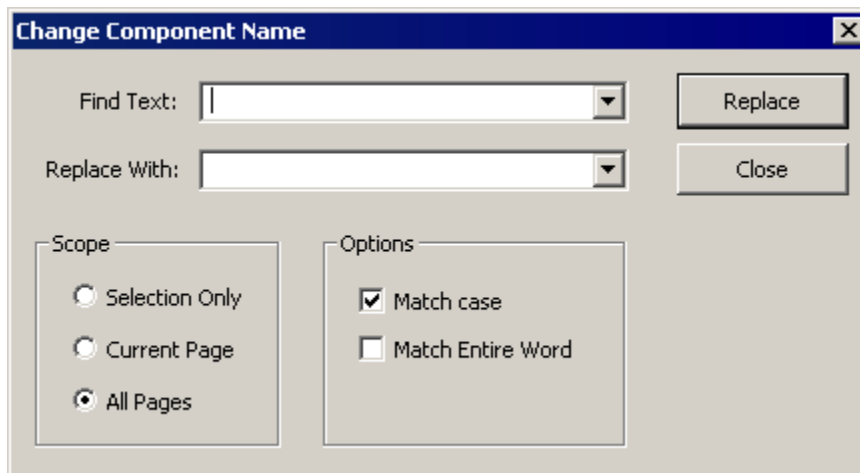 Change Component Name
Find Text:
Replace
Replace With:
Close
Scope
Selection Only
Current Page
All Pages
Options
Match case
Match Entire Word